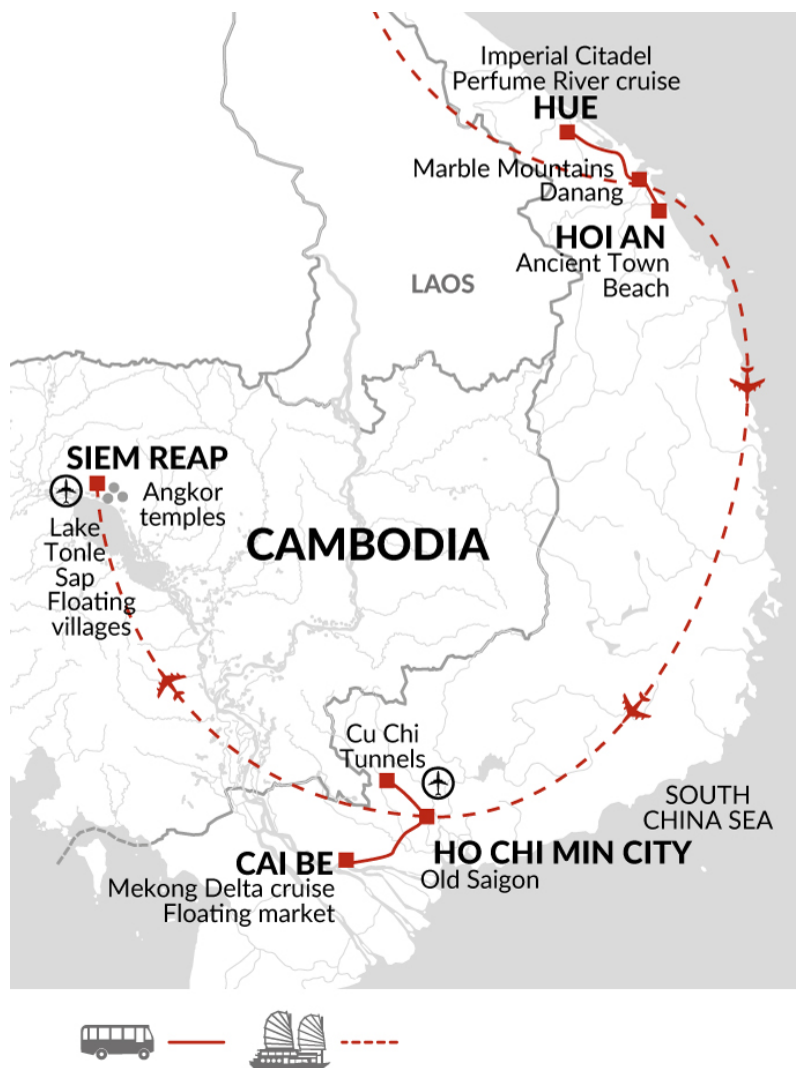 Imperial Citadel
Perfume River cruise
HUE
Marble Mountains
Danang
HOI AN
Ancient Town
Beach
LAOS
SIEM REAP
Angkor
temples
Lake
Tonle
Sap
Floating
villages
CAMBODIA
Cu Chi
Tunnels
SOUTH
CHINA SEA
HO CHI MIN CITY
Old Saigon
CAI BE
Mekong Delta cruise
Floating market